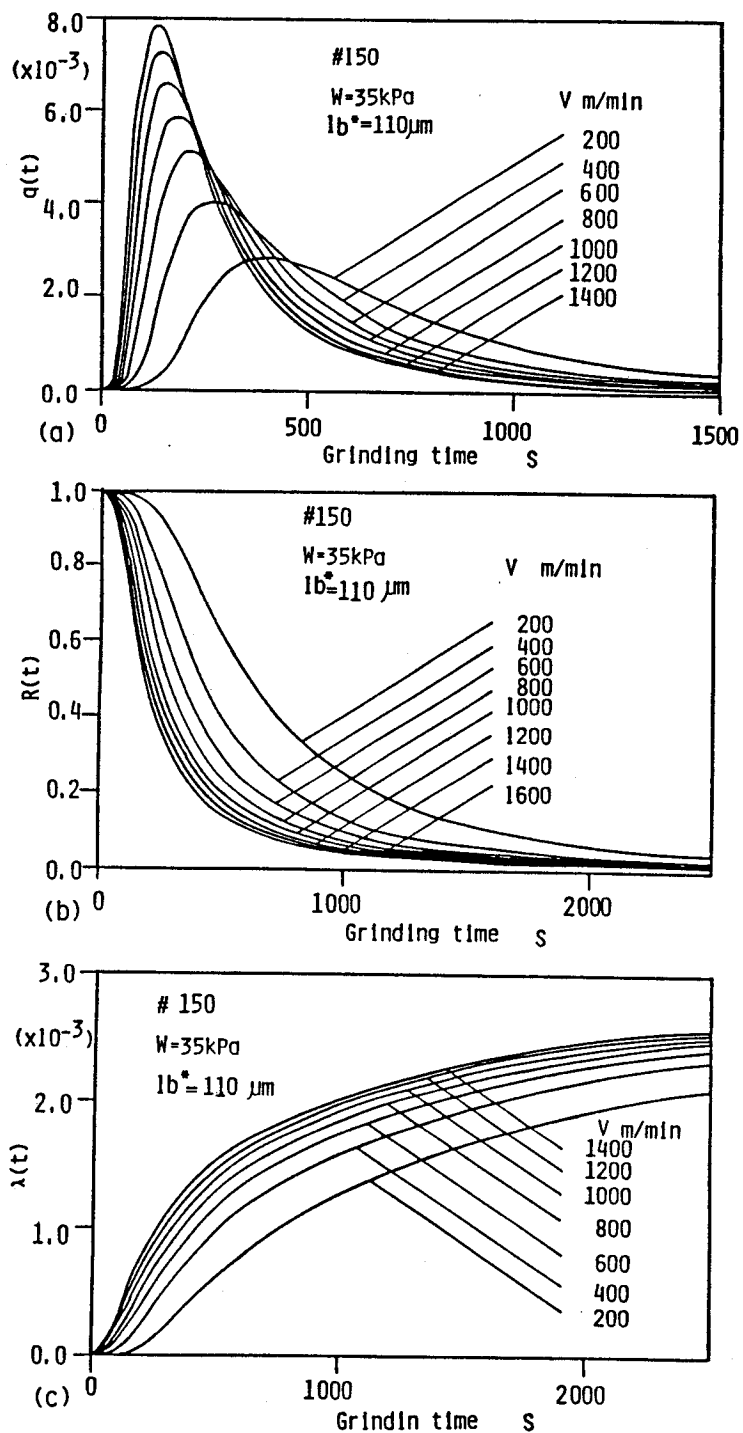 8.0
(x10⁻³)
#150
W=35kPa
lb*=110μm
V m/min
200
400
600
800
1000
1200
1400
6.0
q(t)
4.0
2.0
0.0
0
500
1000
1500
(a)
Grinding time S
1.0
#150
W=35kPa
lb*=110 μm
V m/min
200
400
600
800
1000
1200
1400
1600
0.8
0.6
R(t)
0.4
0.2
0.0
0
1000
2000
(b)
Grinding time S
3.0
(x10⁻³)
# 150
W=35kPa
lb*=110 μm
2.0
λ(t)
V m/min
1400
1200
1000
800
600
400
200
1.0
0.0
0
1000
2000
(c)
Grindin time S